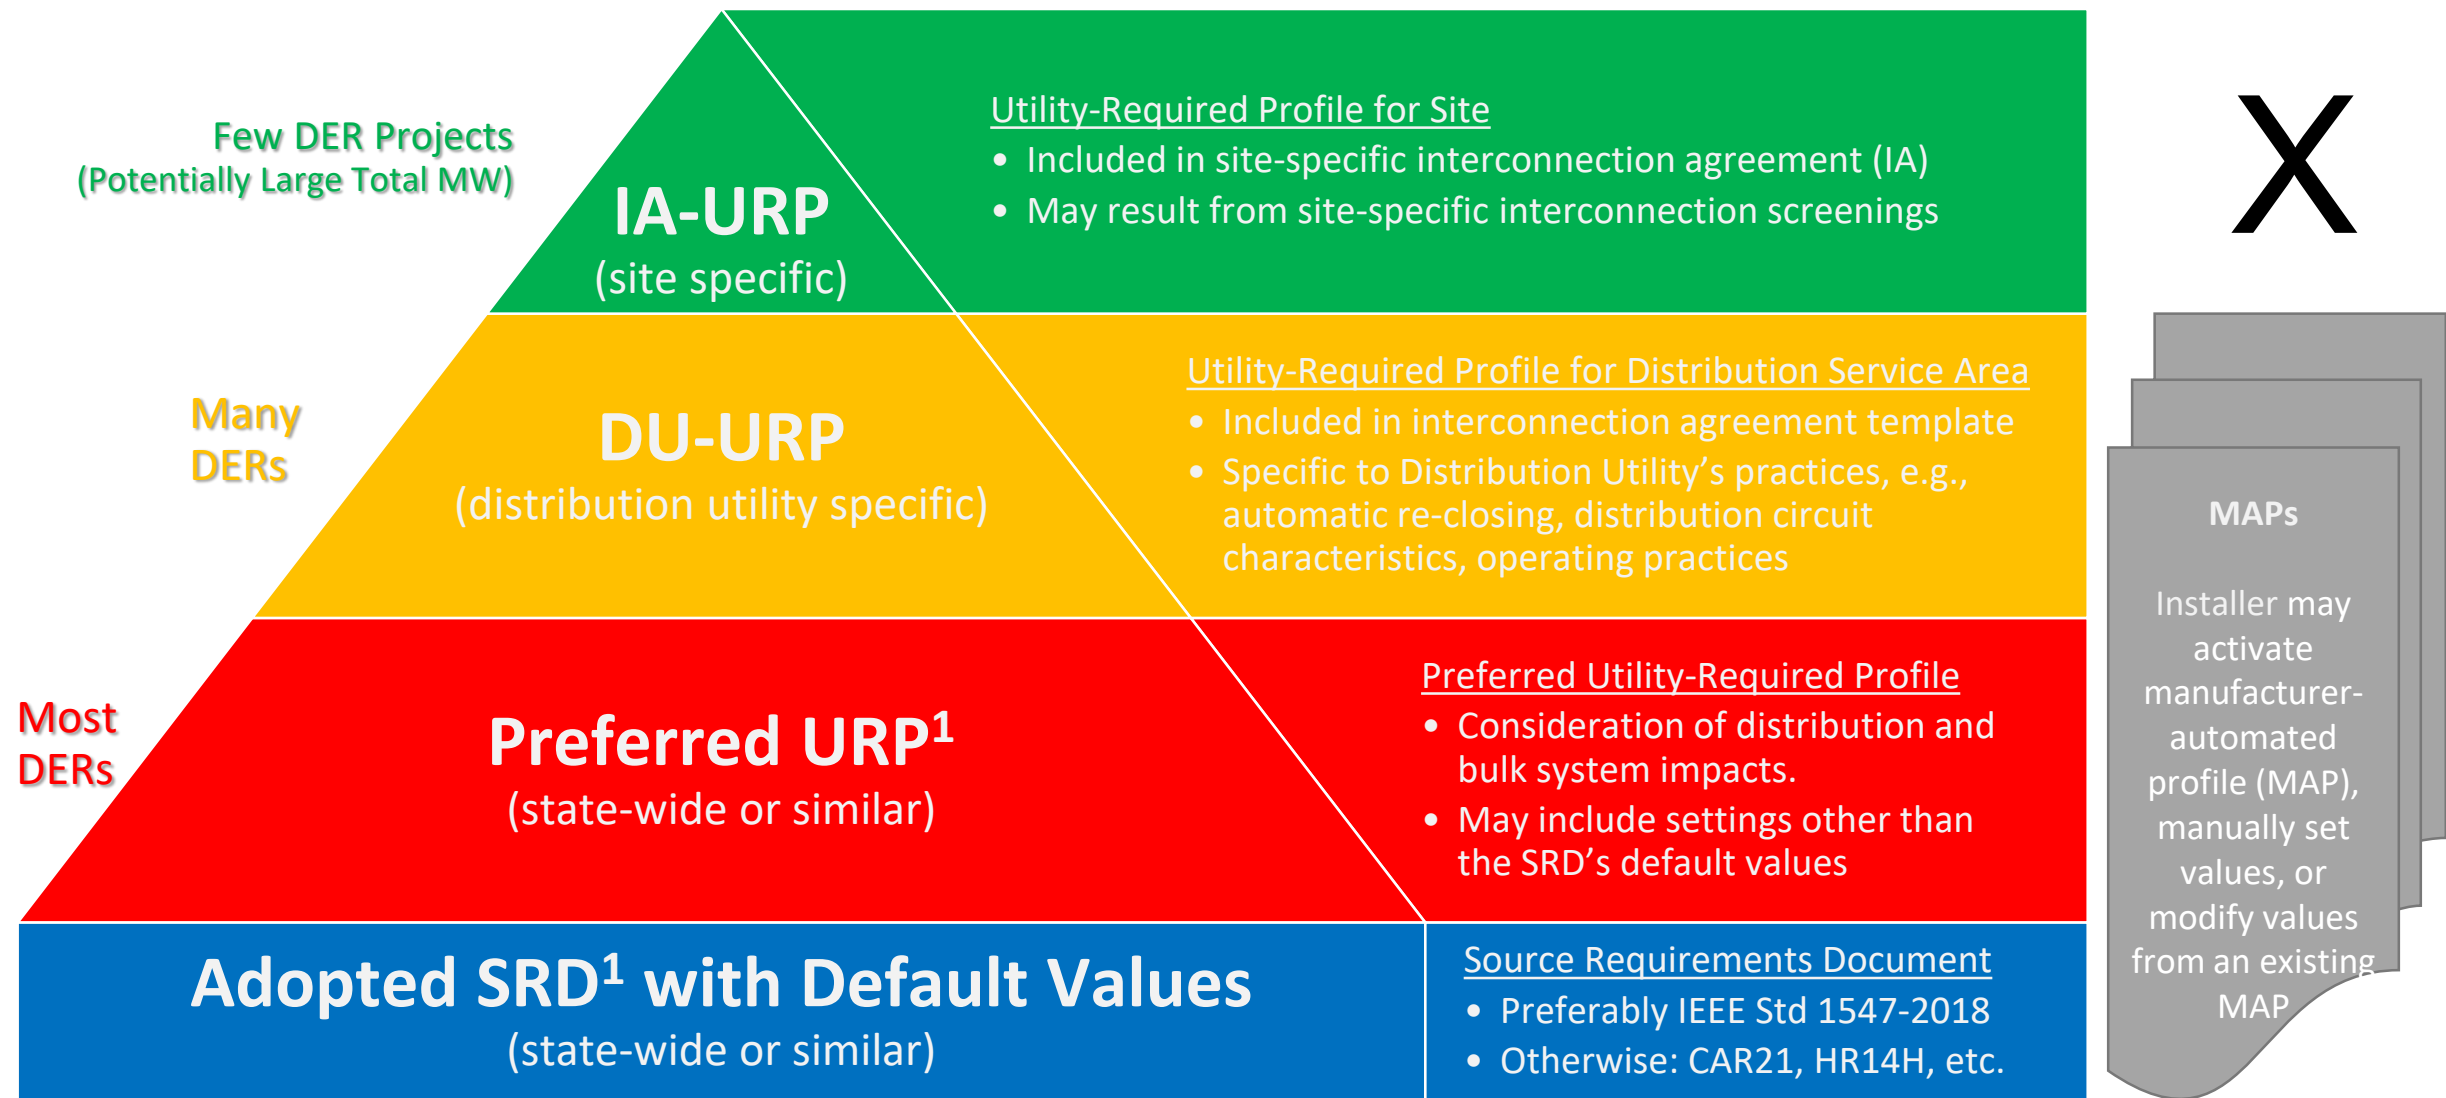 Few DER Projects
(Potentially Large Total MW)
IA-URP
(site specific)
Utility-Required Profile for Site
• Included in site-specific interconnection agreement (IA)
• May result from site-specific interconnection screenings
X
Many
DERs
DU-URP
(distribution utility specific)
Utility-Required Profile for Distribution Service Area
• Included in interconnection agreement template
• Specific to Distribution Utility’s practices, e.g.,
automatic re-closing, distribution circuit
characteristics, operating practices
Most
DERs
Preferred URP¹
(state-wide or similar)
Preferred Utility-Required Profile
• Consideration of distribution and
bulk system impacts.
• May include settings other than
the SRD’s default values
Adopted SRD¹ with Default Values
(state-wide or similar)
Source Requirements Document
• Preferably IEEE Std 1547-2018
• Otherwise: CAR21, HR14H, etc.
MAPs
Installer may
activate
manufacturer-
automated
profile (MAP),
manually set
values, or
modify values
from an existing
MAP